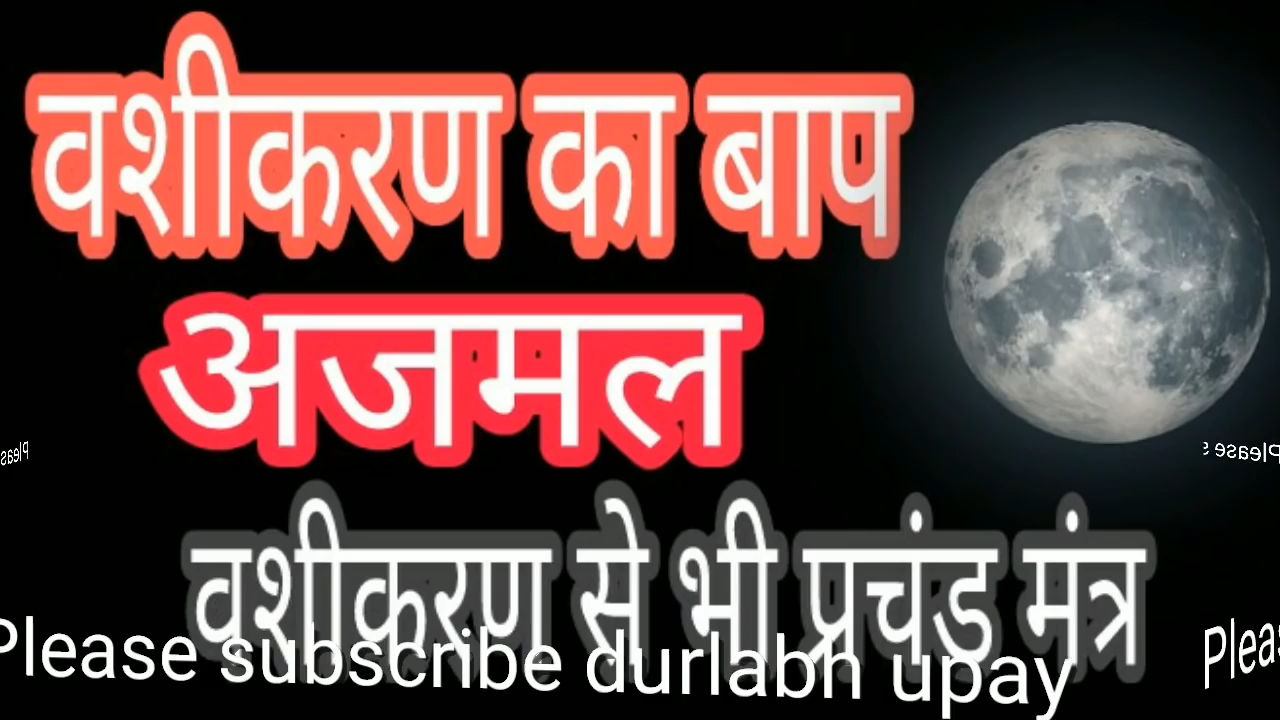 वशीकरण का बाप
अजमल
वशीकरण से भी प्रचंड मंत्र
Please subscribe durlabh upay